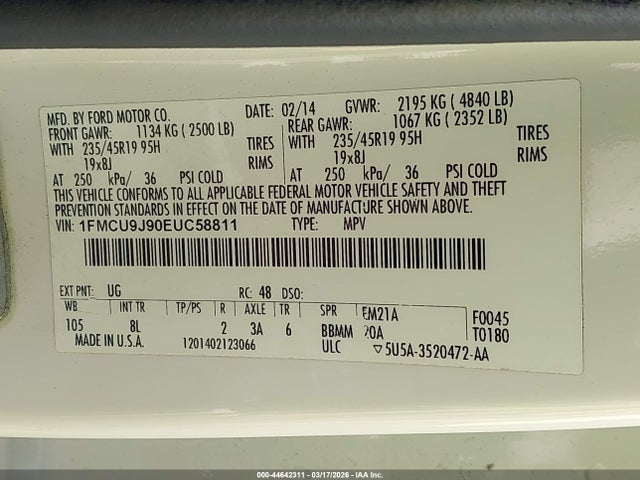 MFD. BY FORD MOTOR CO. DATE: 02/14 GVWR: 2195 KG ( 4840 LB)
FRONT GAWR: 1134 KG ( 2500 LB) REAR GAWR: 1067 KG ( 2352 LB)
WITH 235/45R19 95H TIRES WITH 235/45R19 95H TIRES
19x8J RIMS 19x8J RIMS
AT 250 kPa/ 36 PSI COLD AT 250 kPa/ 36 PSI COLD
THIS VEHICLE CONFORMS TO ALL APPLICABLE FEDERAL MOTOR VEHICLE SAFETY AND THEFT
PREVENTION STANDARDS IN EFFECT ON THE DATE OF MANUFACTURE SHOWN ABOVE.
VIN: 1FMCU9J90EUC58811 TYPE: MPV
EXT PNT: UG RC: 48 DSO:
WB INT TR TP/PS R AXLE TR SPR EM21A F0045
105 8L 2 3A 6 BBMM 20A T0180
MADE IN U.S.A. 1201402123066 ULC 5U5A-3520472-AA
000-44642311 - 03/17/2026 - IAA Inc.